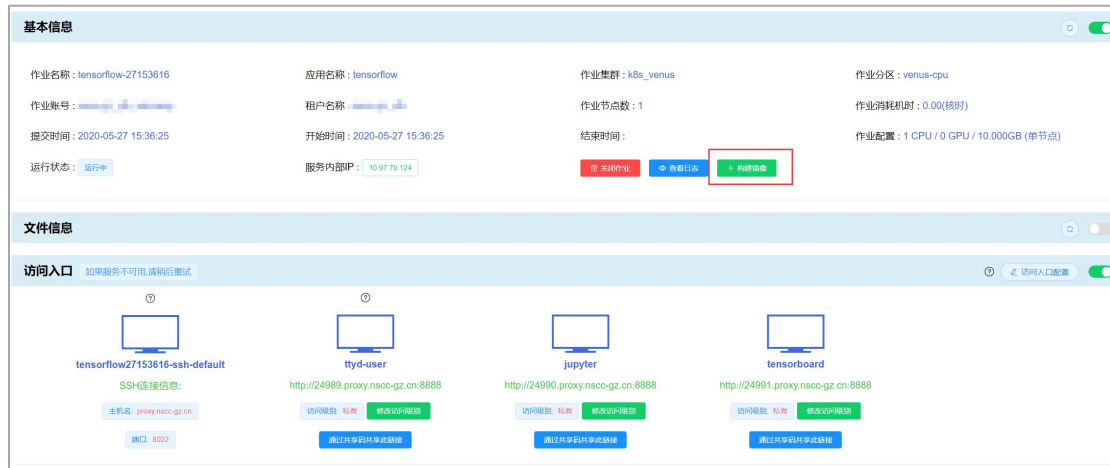 基本信息
作业名称 : tensorflow-27153616 应用名称 : tensorflow 作业集群 : k8s_venus 作业分区 : venus-cpu
作业账号 : 租户名称 作业节点数 : 1 作业消耗机时 : 0.00(核时)
提交时间 : 2020-05-27 15:36:25 开始时间 : 2020-05-27 15:36:25 结束时间 : 作业配置 : 1 CPU / 0 GPU / 10.000GB (单节点)
运行状态 : 运行中 服务内部IP : 10.97.79.124 关闭作业 查看日志 + 构建镜像
文件信息
访问入口 如果服务不可用,请稍后重试 访问入口配置
tensorflow27153616-ssh-default ttyd-user jupyter tensorboard
SSH连接信息: http://24989.proxy.nscc-gz.cn:8888 http://24990.proxy.nscc-gz.cn:8888 http://24991.proxy.nscc-gz.cn:8888
主机名: proxy.nscc-gz.cn 访问级别: 私有 修改访问级别 访问级别: 私有 修改访问级别 访问级别: 私有 修改访问级别
端口: 8022 通过共享码共享此链接 通过共享码共享此链接 通过共享码共享此链接